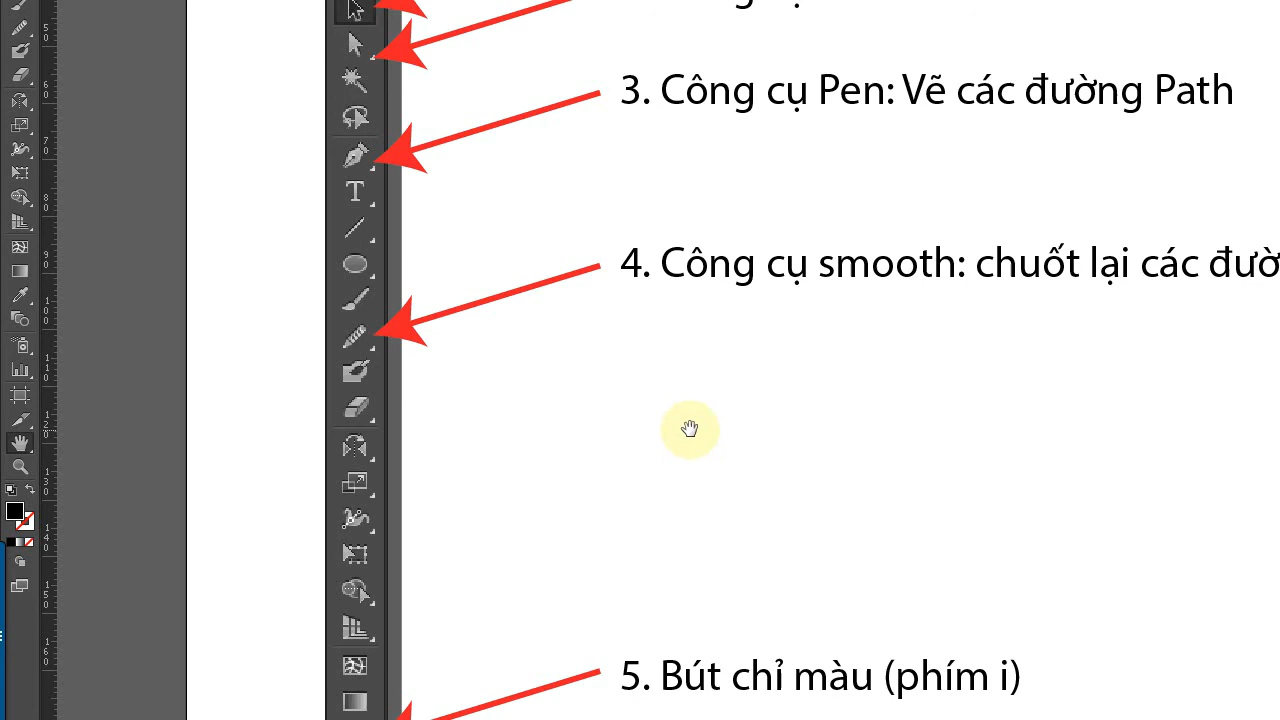 3. Công cụ Pen: Vẽ các đường Path
4. Công cụ smooth: chuốt lại các
5. Bút chỉ màu (phím i)